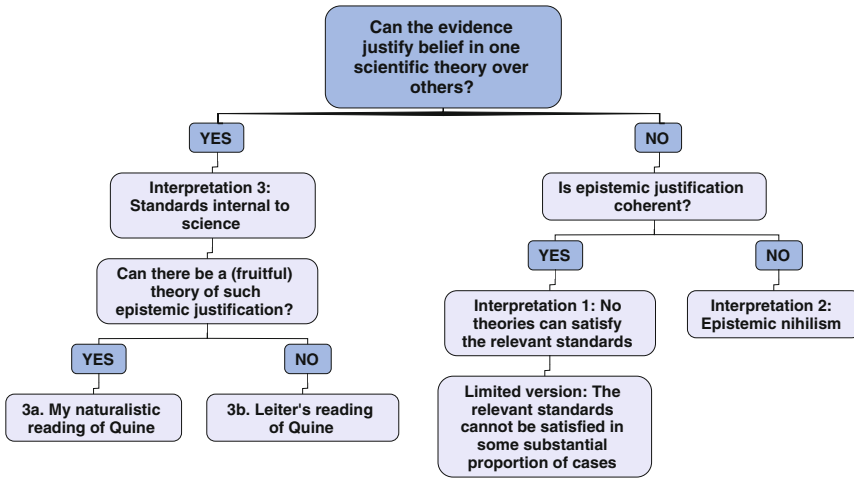 Can the evidence
justify belief in one
scientific theory over
others?
YES
NO
Interpretation 3:
Standards internal to
science
Is epistemic justification
coherent?
Can there be a (fruitful)
theory of such
epistemic justification?
YES
NO
Interpretation 1: No
theories can satisfy
the relevant standards
Interpretation 2:
Epistemic nihilism
YES
NO
3a. My naturalistic
reading of Quine
3b. Leiter's reading
of Quine
Limited version: The
relevant standards
cannot be satisfied in
some substantial
proportion of cases